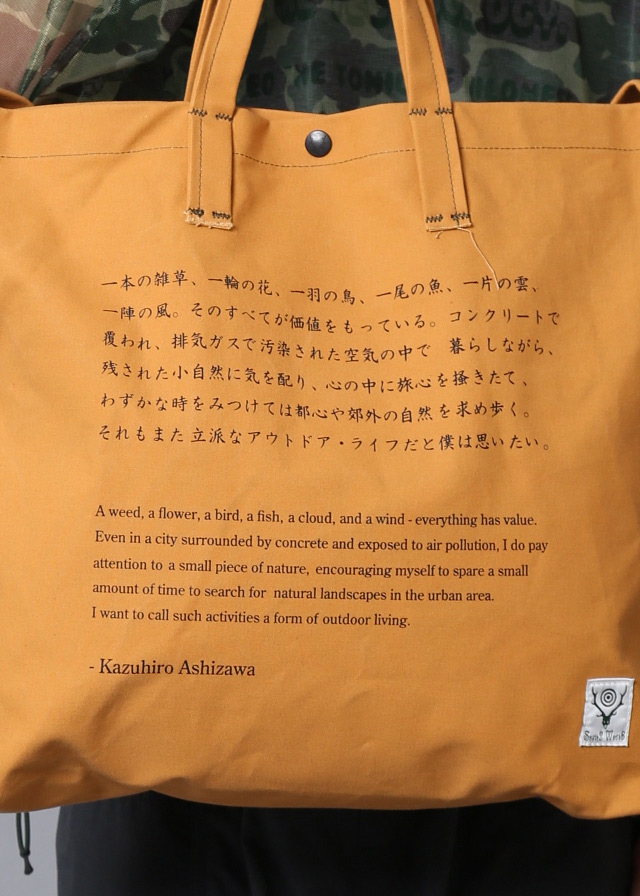 一本の雑草、一輪の花、一羽の鳥、一尾の魚、一片の雲、
一陣の風。そのすべてが価値をもっている。コンクリートで
覆われ、排気ガスで汚染された空気の中で 暮らしながら、
残された小自然に気を配り、心の中に旅心を掻きたて、
わずかな時をみつけては都心や郊外の自然を求め歩く。
それもまた立派なアウトドア・ライフだと僕は思いたい。
A weed, a flower, a bird, a fish, a cloud, and a wind - everything has value.
Even in a city surrounded by concrete and exposed to air pollution, I do pay
attention to a small piece of nature, encouraging myself to spare a small
amount of time to search for natural landscapes in the urban area.
I want to call such activities a form of outdoor living.
- Kazuhiro Ashizawa
South2 West8